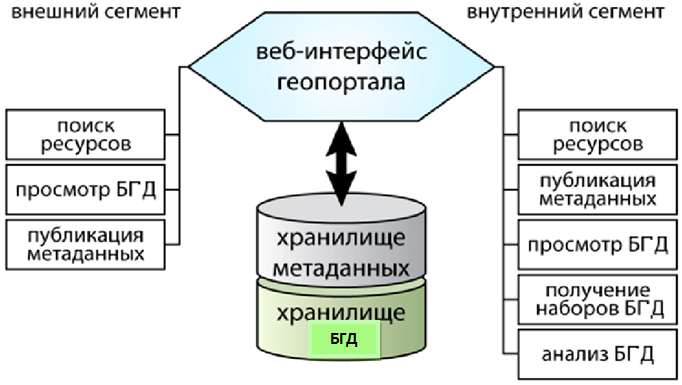 внешний сегмент
внутренний сегмент
веб-интерфейс
геопортала
поиск
ресурсов
просмотр БГД
публикация
метаданных
хранилище
метаданных
хранилище
БГД
поиск
ресурсов
публикация
метаданных
просмотр БГД
получение
наборов БГД
анализ БГД